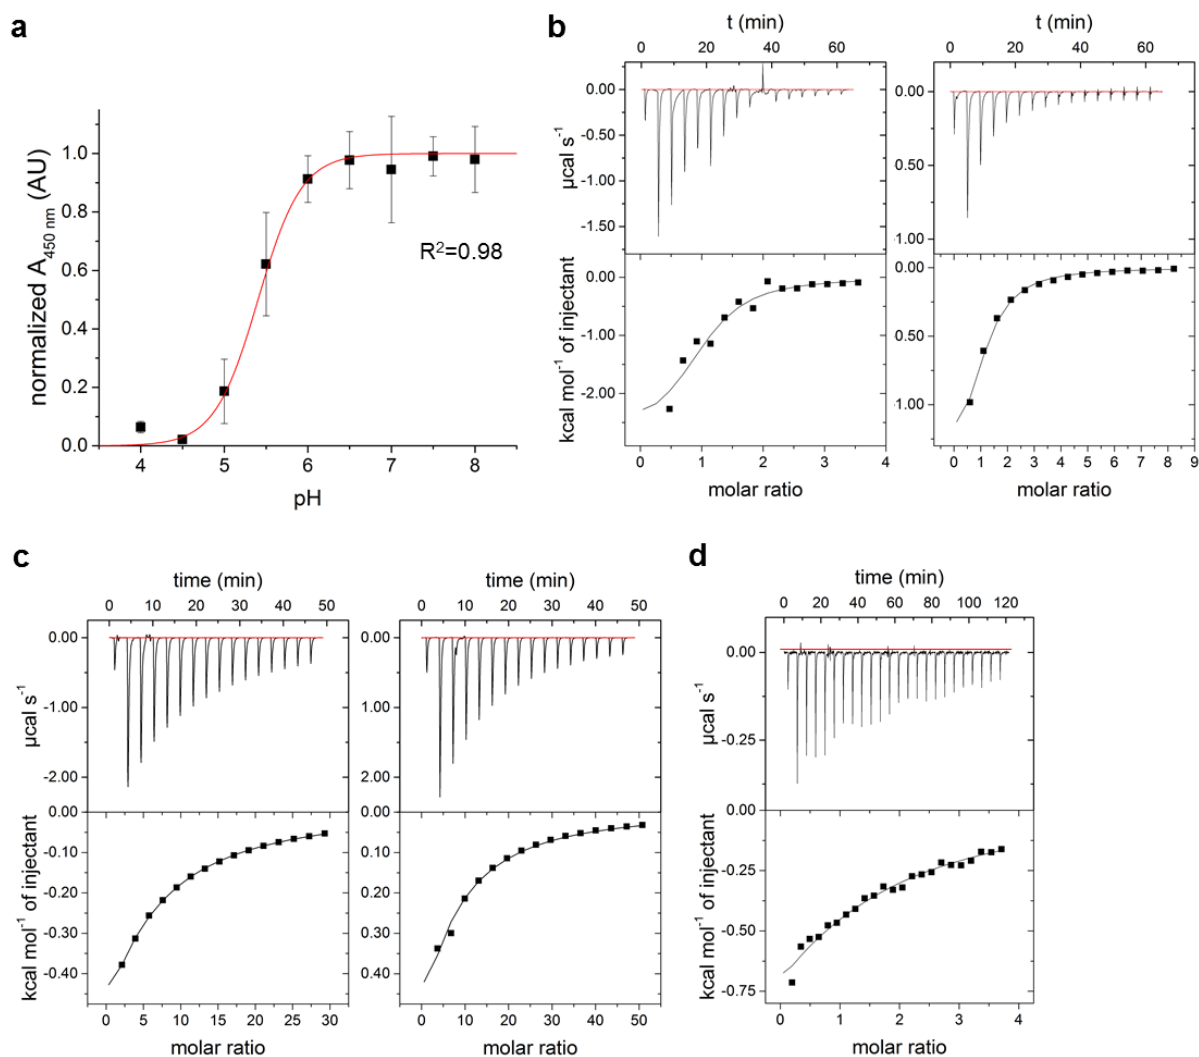 a
normalized A450 nm (AU)
1.0
0.8
0.6
0.4
0.2
0.0
R2=0.98
4 5 6 7 8
pH
b
t (min)
0 20 40 60
µcal s-1
0.00
-0.50
-1.00
-1.50
kcal mol-1 of injectant
0.00
-1.00
-2.00
0 1 2 3 4
molar ratio
t (min)
0 20 40 60
0.00
0.50
1.00
0.00
0.50
1.00
0 1 2 3 4 5 6 7 8 9
molar ratio
c
time (min)
0 10 20 30 40 50
µcal s-1
0.00
-1.00
-2.00
0.00
kcal mol-1 of injectant
-0.10
-0.20
-0.30
-0.40
0 5 10 15 20 25 30
molar ratio
time (min)
0 10 20 30 40 50
0.00
1.00
2.00
0.00
0.10
0.20
0.30
0.40
0 10 20 30 40 50
molar ratio
d
time (min)
0 20 40 60 80 100 120
µcal s-1
0.00
-0.25
0.00
kcal mol-1 of injectant
-0.25
-0.50
-0.75
0 1 2 3 4
molar ratio